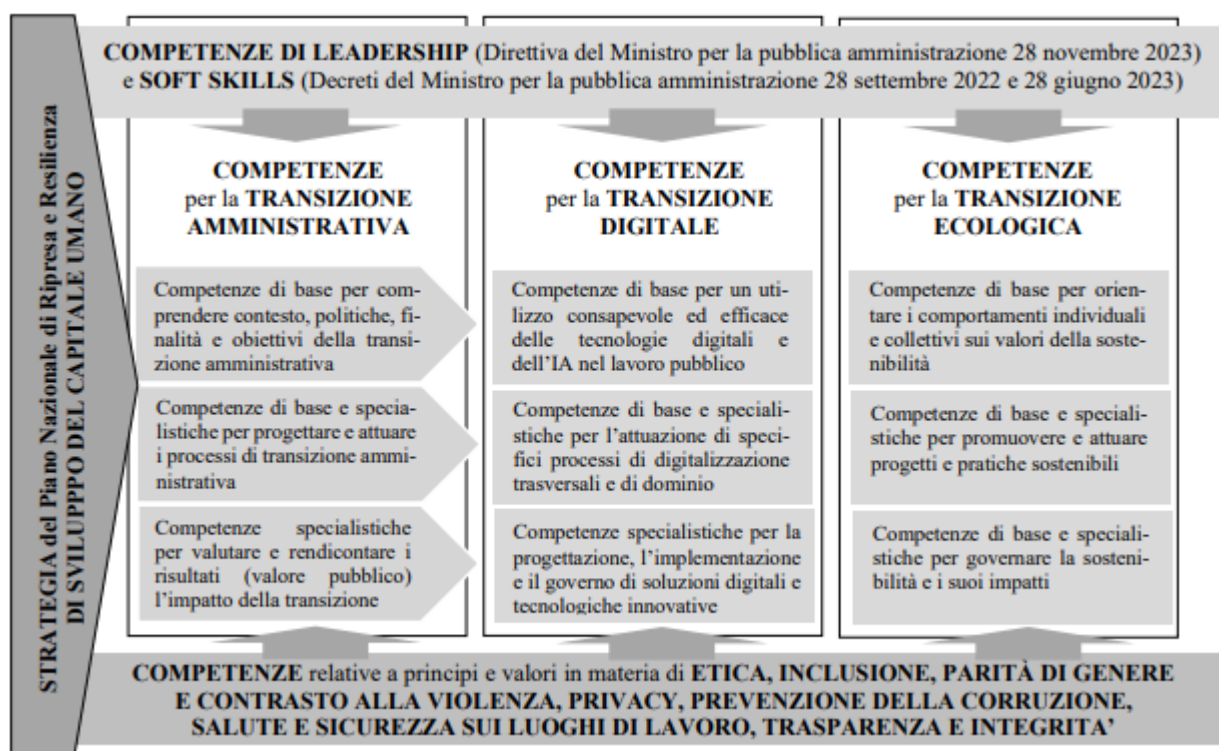 STRATEGIA del Piano Nazionale di Ripresa e Resilienza
DI SVILUPPPO DEL CAPITALE UMANO
COMPETENZE DI LEADERSHIP (Direttiva del Ministro per la pubblica amministrazione 28 novembre 2023)
e SOFT SKILLS (Decreti del Ministro per la pubblica amministrazione 28 settembre 2022 e 28 giugno 2023)
COMPETENZE
per la TRANSIZIONE
AMMINISTRATIVA
Competenze di base per com-
prendere contesto, politiche, fi-
nalità e obiettivi della transi-
zione amministrativa
Competenze di base e specia-
listiche per progettare e attuare
i processi di transizione ammi-
nistrativa
Competenze specialistiche
per valutare e rendicontare i
risultati (valore pubblico)
l’impatto della transizione
COMPETENZE
per la TRANSIZIONE
DIGITALE
Competenze di base per un uti-
lizzo consapevole ed efficace
delle tecnologie digitali e
dell’IA nel lavoro pubblico
Competenze di base e speciali-
stiche per l’attuazione di speci-
fici processi di digitalizzazione
trasversali e di dominio
Competenze specialistiche per la
progettazione, l’implementazione
e il governo di soluzioni digitali e
tecnologiche innovative
COMPETENZE
per la TRANSIZIONE
ECOLOGICA
Competenze di base per orien-
tare i comportamenti individuali
e collettivi sui valori della soste-
nibilità
Competenze di base e speciali-
stiche per promuovere e attuare
progetti e pratiche sostenibili
Competenze di base e speciali-
stiche per governare la sosteni-
bilità e i suoi impatti
COMPETENZE relative a principi e valori in materia di ETICA, INCLUSIONE, PARITÀ DI GENERE
E CONTRASTO ALLA VIOLENZA, PRIVACY, PREVENZIONE DELLA CORRUZIONE,
SALUTE E SICUREZZA SUI LUOGHI DI LAVORO, TRASPARENZA E INTEGRITA’